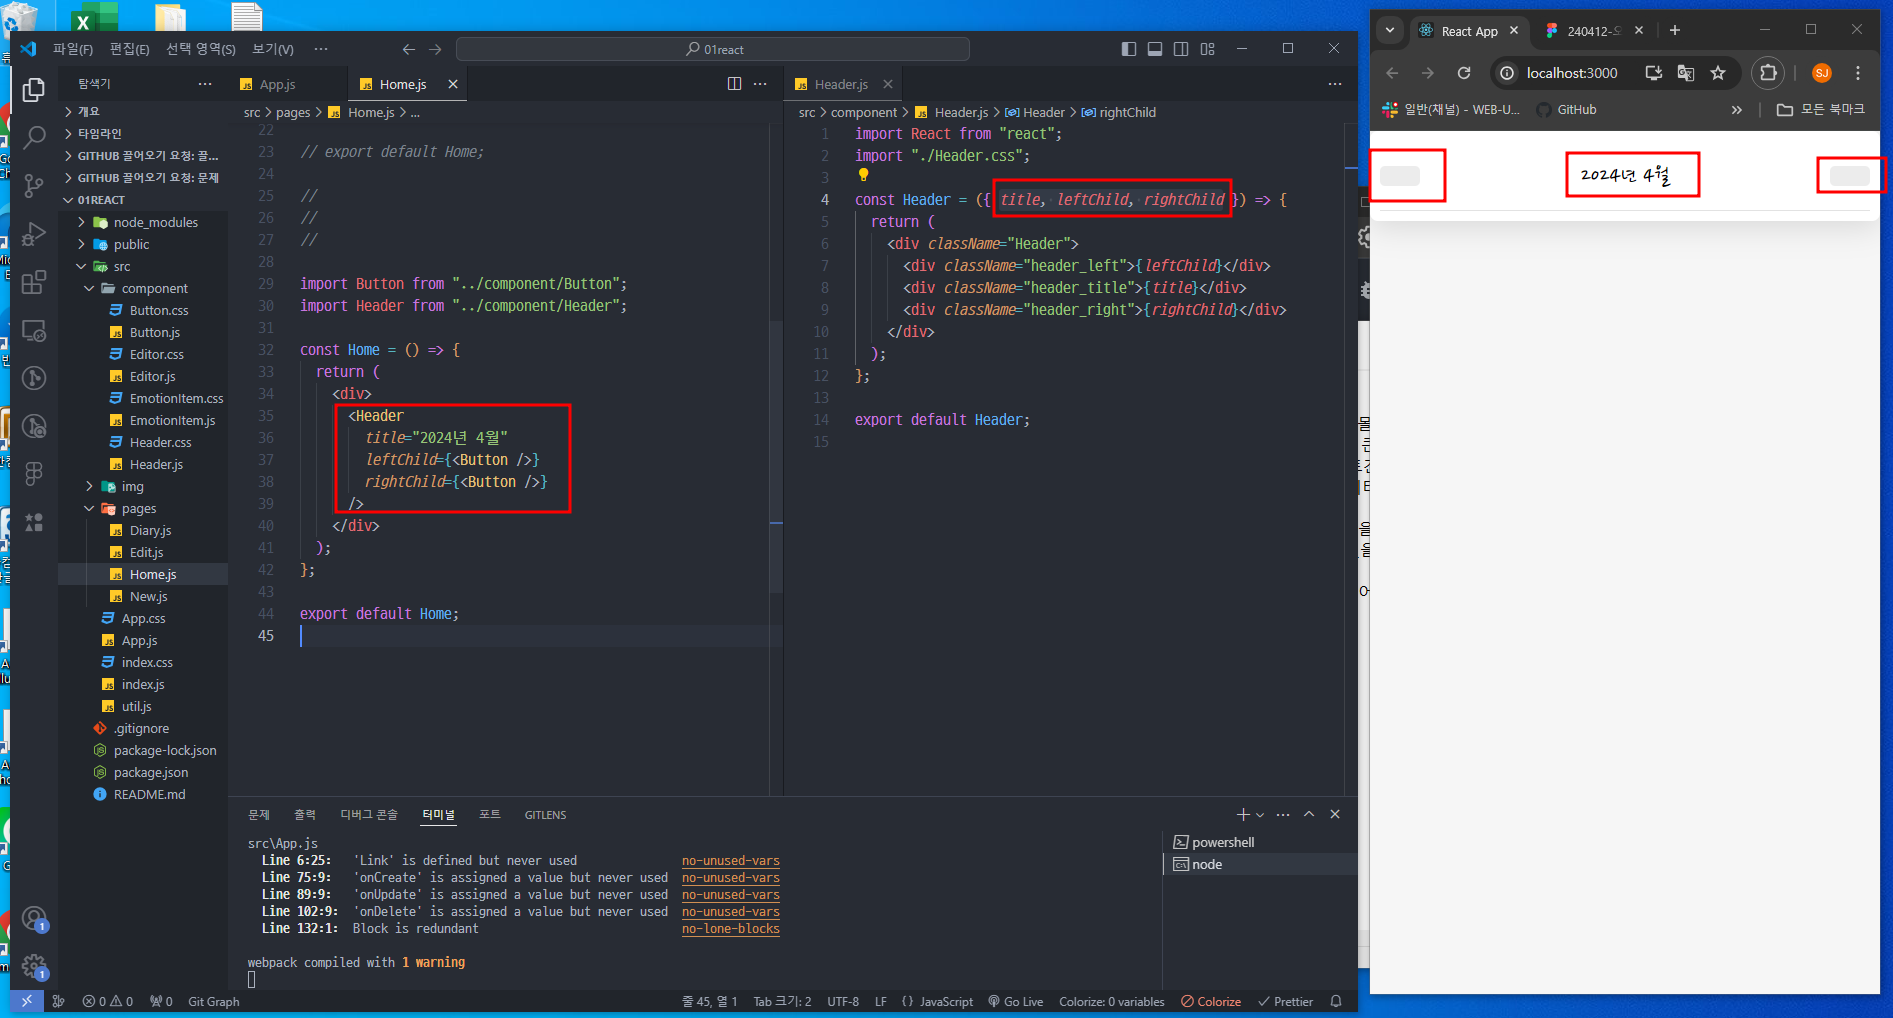 파일(F) 편집(E) 선택 영역(S) 보기(V) ···
01react
탐색기
개요
타임라인
GITHUB 끌어오기 요청: 끌...
GITHUB 끌어오기 요청: 문제
01REACT
node_modules
public
src
component
Button.css
Button.js
Editor.css
Editor.js
EmotionItem.css
EmotionItem.js
Header.css
Header.js
img
pages
Diary.js
Edit.js
Home.js
New.js
App.css
App.js
index.css
index.js
util.js
.gitignore
package-lock.json
package.json
README.md
App.js Home.js
src > pages > Home.js > ...
22
23 // export default Home;
24
25 //
26 //
27 //
28
29 import Button from "../component/Button";
30 import Header from "../component/Header";
31
32 const Home = () => {
33 return (
34 <div>
35 <Header
36 title="2024년 4월"
37 leftChild={<Button />}
38 rightChild={<Button />}
39 />
40 </div>
41 );
42 };
43
44 export default Home;
45
Header.js
src > component > Header.js > Header > rightChild
1 import React from "react";
2 import "./Header.css";
3
4 const Header = ({ title, leftChild, rightChild }) => {
5 return (
6 <div className="Header">
7 <div className="header_left">{leftChild}</div>
8 <div className="header_title">{title}</div>
9 <div className="header_right">{rightChild}</div>
10 </div>
11 );
12 };
13
14 export default Header;
15
문제 출력 디버그 콘솔 터미널 포트 GITLENS
src\App.js
Line 6:25: 'Link' is defined but never used no-unused-vars
Line 75:9: 'onCreate' is assigned a value but never used no-unused-vars
Line 89:9: 'onUpdate' is assigned a value but never used no-unused-vars
Line 102:9: 'onDelete' is assigned a value but never used no-unused-vars
Line 132:1: Block is redundant no-lone-blocks
webpack compiled with 1 warning
powershell
node
1
1
0 0 0 Git Graph
줄 45, 열 1 Tab 크기: 2 UTF-8 LF {} JavaScript Go Live Colorize: 0 variables Colorize Prettier
React App
localhost:3000
SJ
일반(채널) - WEB-U... GitHub » 모든 북마크
2024년 4월